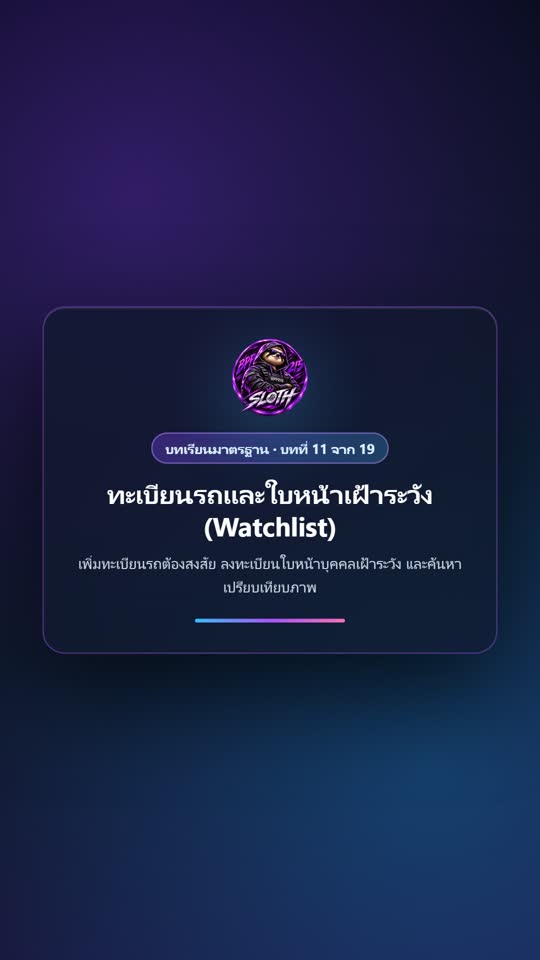 SLOTH
บทเรียนมาตรฐาน · บทที่ 11 จาก 19
ทะเบียนรถและใบหน้าเฝ้าระวัง
(Watchlist)
เพิ่มทะเบียนรถต้องสงสัย ลงทะเบียนใบหน้าบุคคลเฝ้าระวัง และค้นหา
เปรียบเทียบภาพ